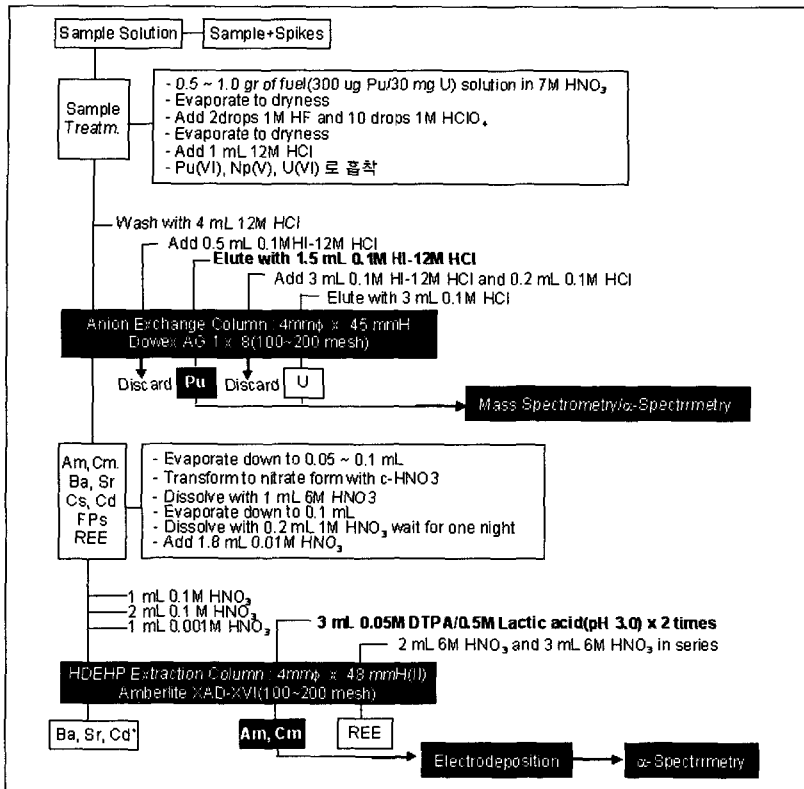 Sample Solution
Sample+Spikes
Sample
Treatm.
- 0.5 ~ 1.0 gr of fuel(300 ug Pu/30 mg U) solution in 7M HNO₃
- Evaporate to dryness
- Add 2drops 1M HF and 10 drops 1M HClO₄
- Evaporate to dryness
- Add 1 mL 12M HCl
- Pu(VI), Np(V), U(VI) 로 흡착
Wash with 4 mL 12M HCl
Add 0.5 mL 0.1MHI-12M HCl
Elute with 1.5 mL 0.1M HI-12M HCl
Add 3 mL 0.1M HI-12M HCl and 0.2 mL 0.1M HCl
Elute with 3 mL 0.1M HCl
Anion Exchange Column : 4mmφ x 45 mmH
Dowex AG 1 x 8(100~200 mesh)
Discard
Pu
Discard
U
Mass Spectrometry/α-Spectrrmetry
Am, Cm.
Ba, Sr
Cs, Cd
FPs
REE
- Evaporate down to 0.05 ~ 0.1 mL
- Transform to nitrate form with c-HNO3
- Dissolve with 1 mL 6M HNO3
- Evaporate down to 0.1 mL
- Dissolve with 0.2 mL 1M HNO₃ wait for one night
- Add 1.8 mL 0.01M HNO₃
1 mL 0.1M HNO₃
2 mL 0.1 M HNO₃
1 mL 0.001M HNO₃
3 mL 0.05M DTPA/0.5M Lactic acid(pH 3.0) x 2 times
2 mL 6M HNO₃ and 3 mL 6M HNO₃ in series
HDEHP Extraction Column : 4mmφ x 48 mmH(II)
Amberlite XAD-XVI(100~200 mesh)
Ba, Sr, Cd⁺
Am, Cm
REE
Electrodeposition
α-Spectrrmetry